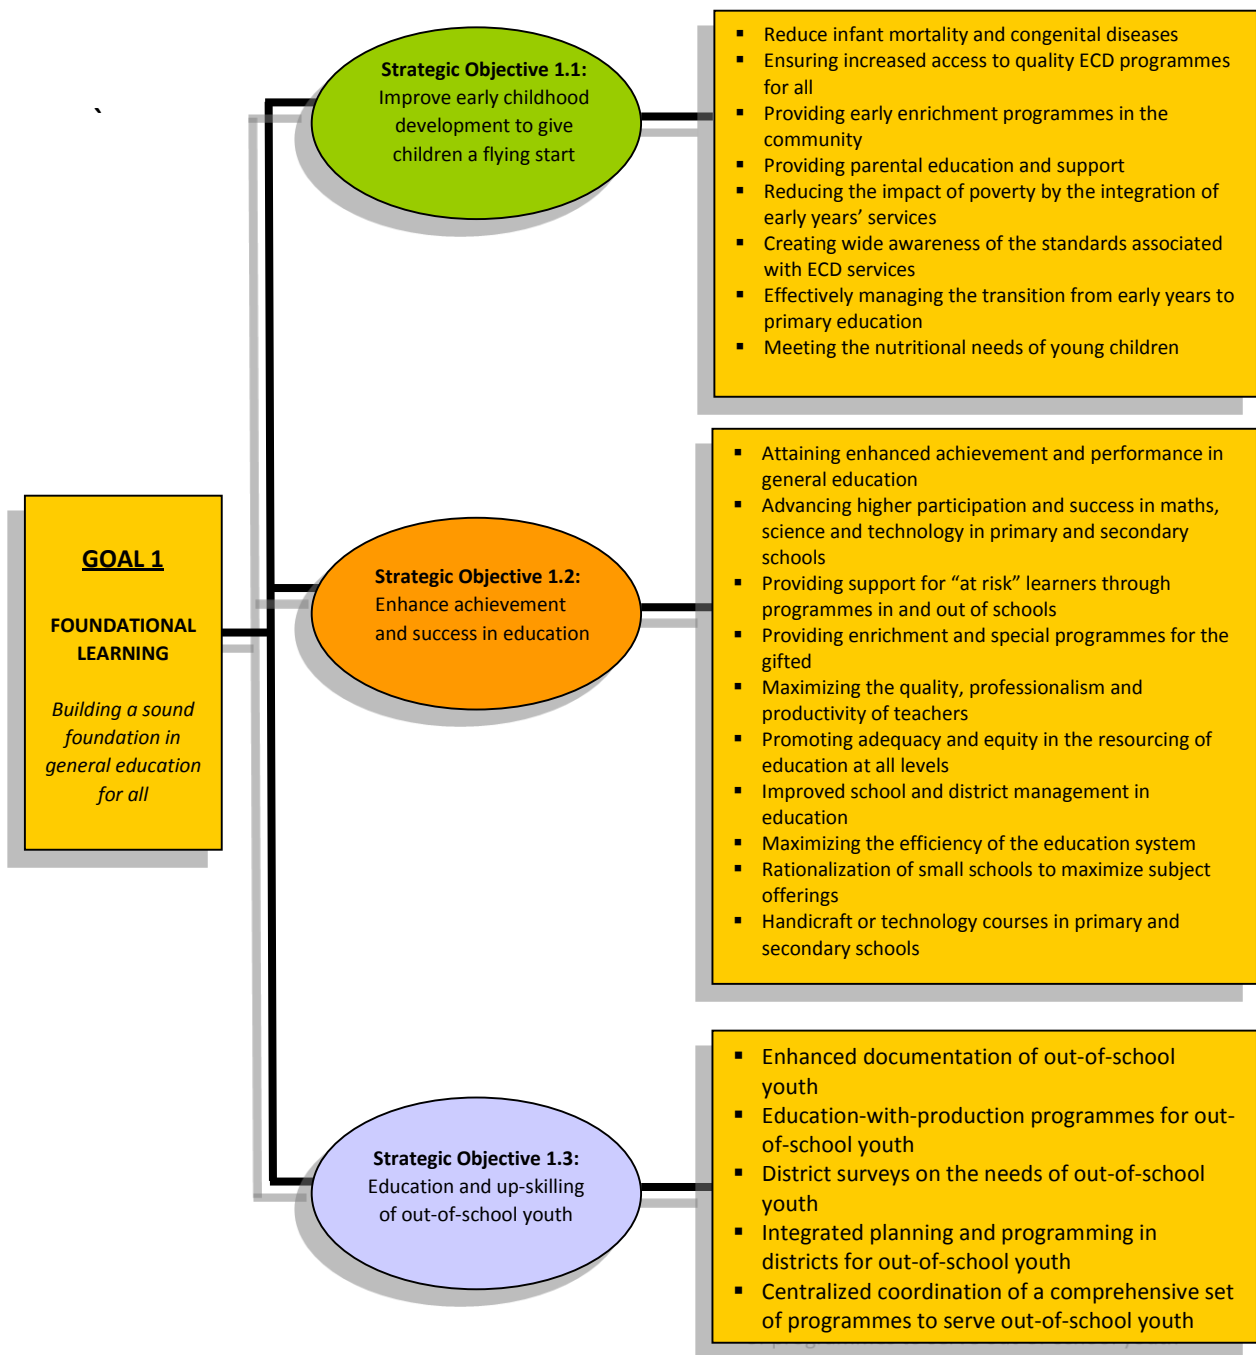 `
GOAL 1
FOUNDATIONAL
LEARNING
Building a sound
foundation in
general education
for all
Strategic Objective 1.1:
Improve early childhood
development to give
children a flying start
▪ Reduce infant mortality and congenital diseases
▪ Ensuring increased access to quality ECD programmes
for all
▪ Providing early enrichment programmes in the
community
▪ Providing parental education and support
▪ Reducing the impact of poverty by the integration of
early years’ services
▪ Creating wide awareness of the standards associated
with ECD services
▪ Effectively managing the transition from early years to
primary education
▪ Meeting the nutritional needs of young children
Strategic Objective 1.2:
Enhance achievement
and success in education
▪ Attaining enhanced achievement and performance in
general education
▪ Advancing higher participation and success in maths,
science and technology in primary and secondary
schools
▪ Providing support for “at risk” learners through
programmes in and out of schools
▪ Providing enrichment and special programmes for the
gifted
▪ Maximizing the quality, professionalism and
productivity of teachers
▪ Promoting adequacy and equity in the resourcing of
education at all levels
▪ Improved school and district management in
education
▪ Maximizing the efficiency of the education system
▪ Rationalization of small schools to maximize subject
offerings
▪ Handicraft or technology courses in primary and
secondary schools
Strategic Objective 1.3:
Education and up-skilling
of out-of-school youth
▪ Enhanced documentation of out-of-school
youth
▪ Education-with-production programmes for out-
of-school youth
▪ District surveys on the needs of out-of-school
youth
▪ Integrated planning and programming in
districts for out-of-school youth
▪ Centralized coordination of a comprehensive set
of programmes to serve out-of-school youth